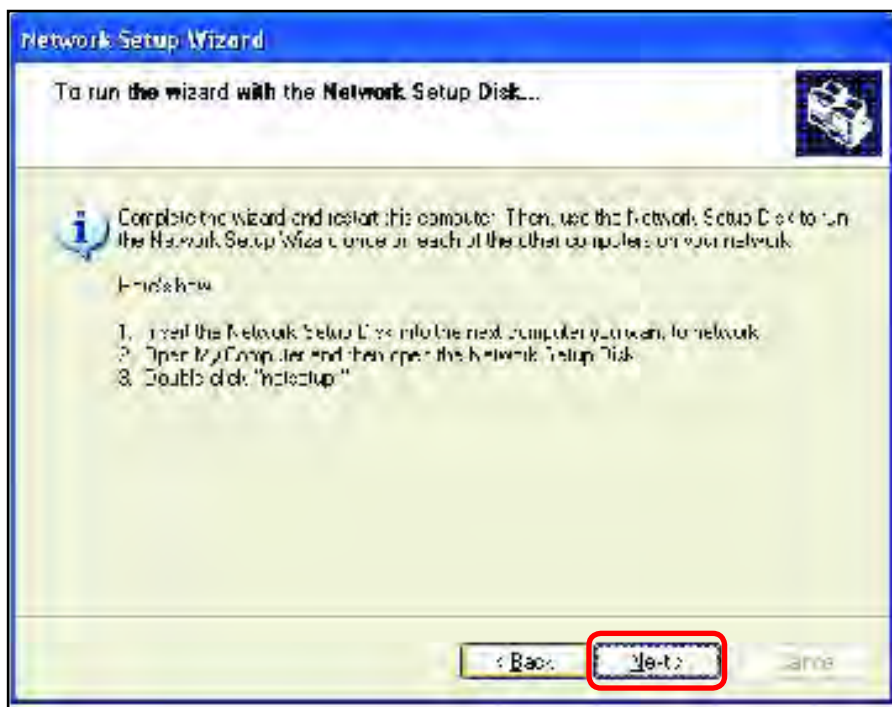 Network Setup Wizard
To run the wizard with the Network Setup Disk...
Complete the wizard and restart this computer. Then, use the Network Setup Disk to run
the Network Setup Wizard once on each of the other computers on your network.
Here's how:
1. Insert the Network Setup Disk into the next computer you want to network.
2. Open My Computer and then open the Network Setup Disk.
3. Double-click "netsetup."
< Back
Next >
Cancel